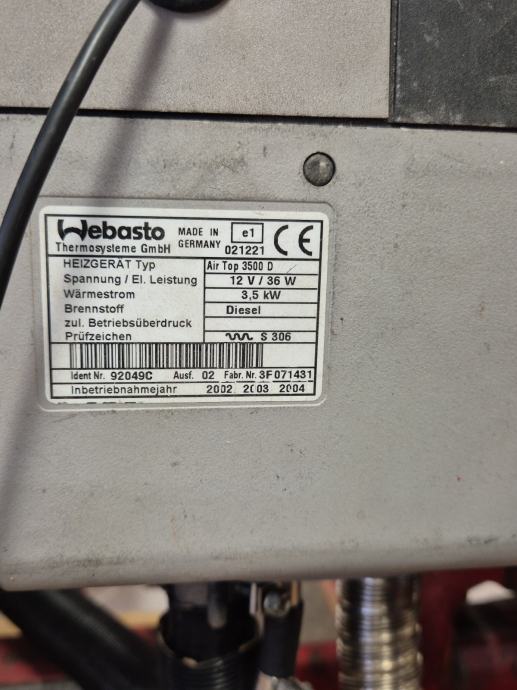 Webasto MADE IN e1 CE
Thermosysteme GmbH GERMANY 021221
HEIZGERÄT Typ Air Top 3500 D
Spannung / El. Leistung 12 V / 36 W
Wärmestrom 3,5 kW
Brennstoff Diesel
zul. Betriebsüberdruck
Prüfzeichen S 306
Ident Nr. 92049C Ausf. 02 Fabr. Nr. 3F071431
Inbetriebnahmejahr 2002 2003 2004